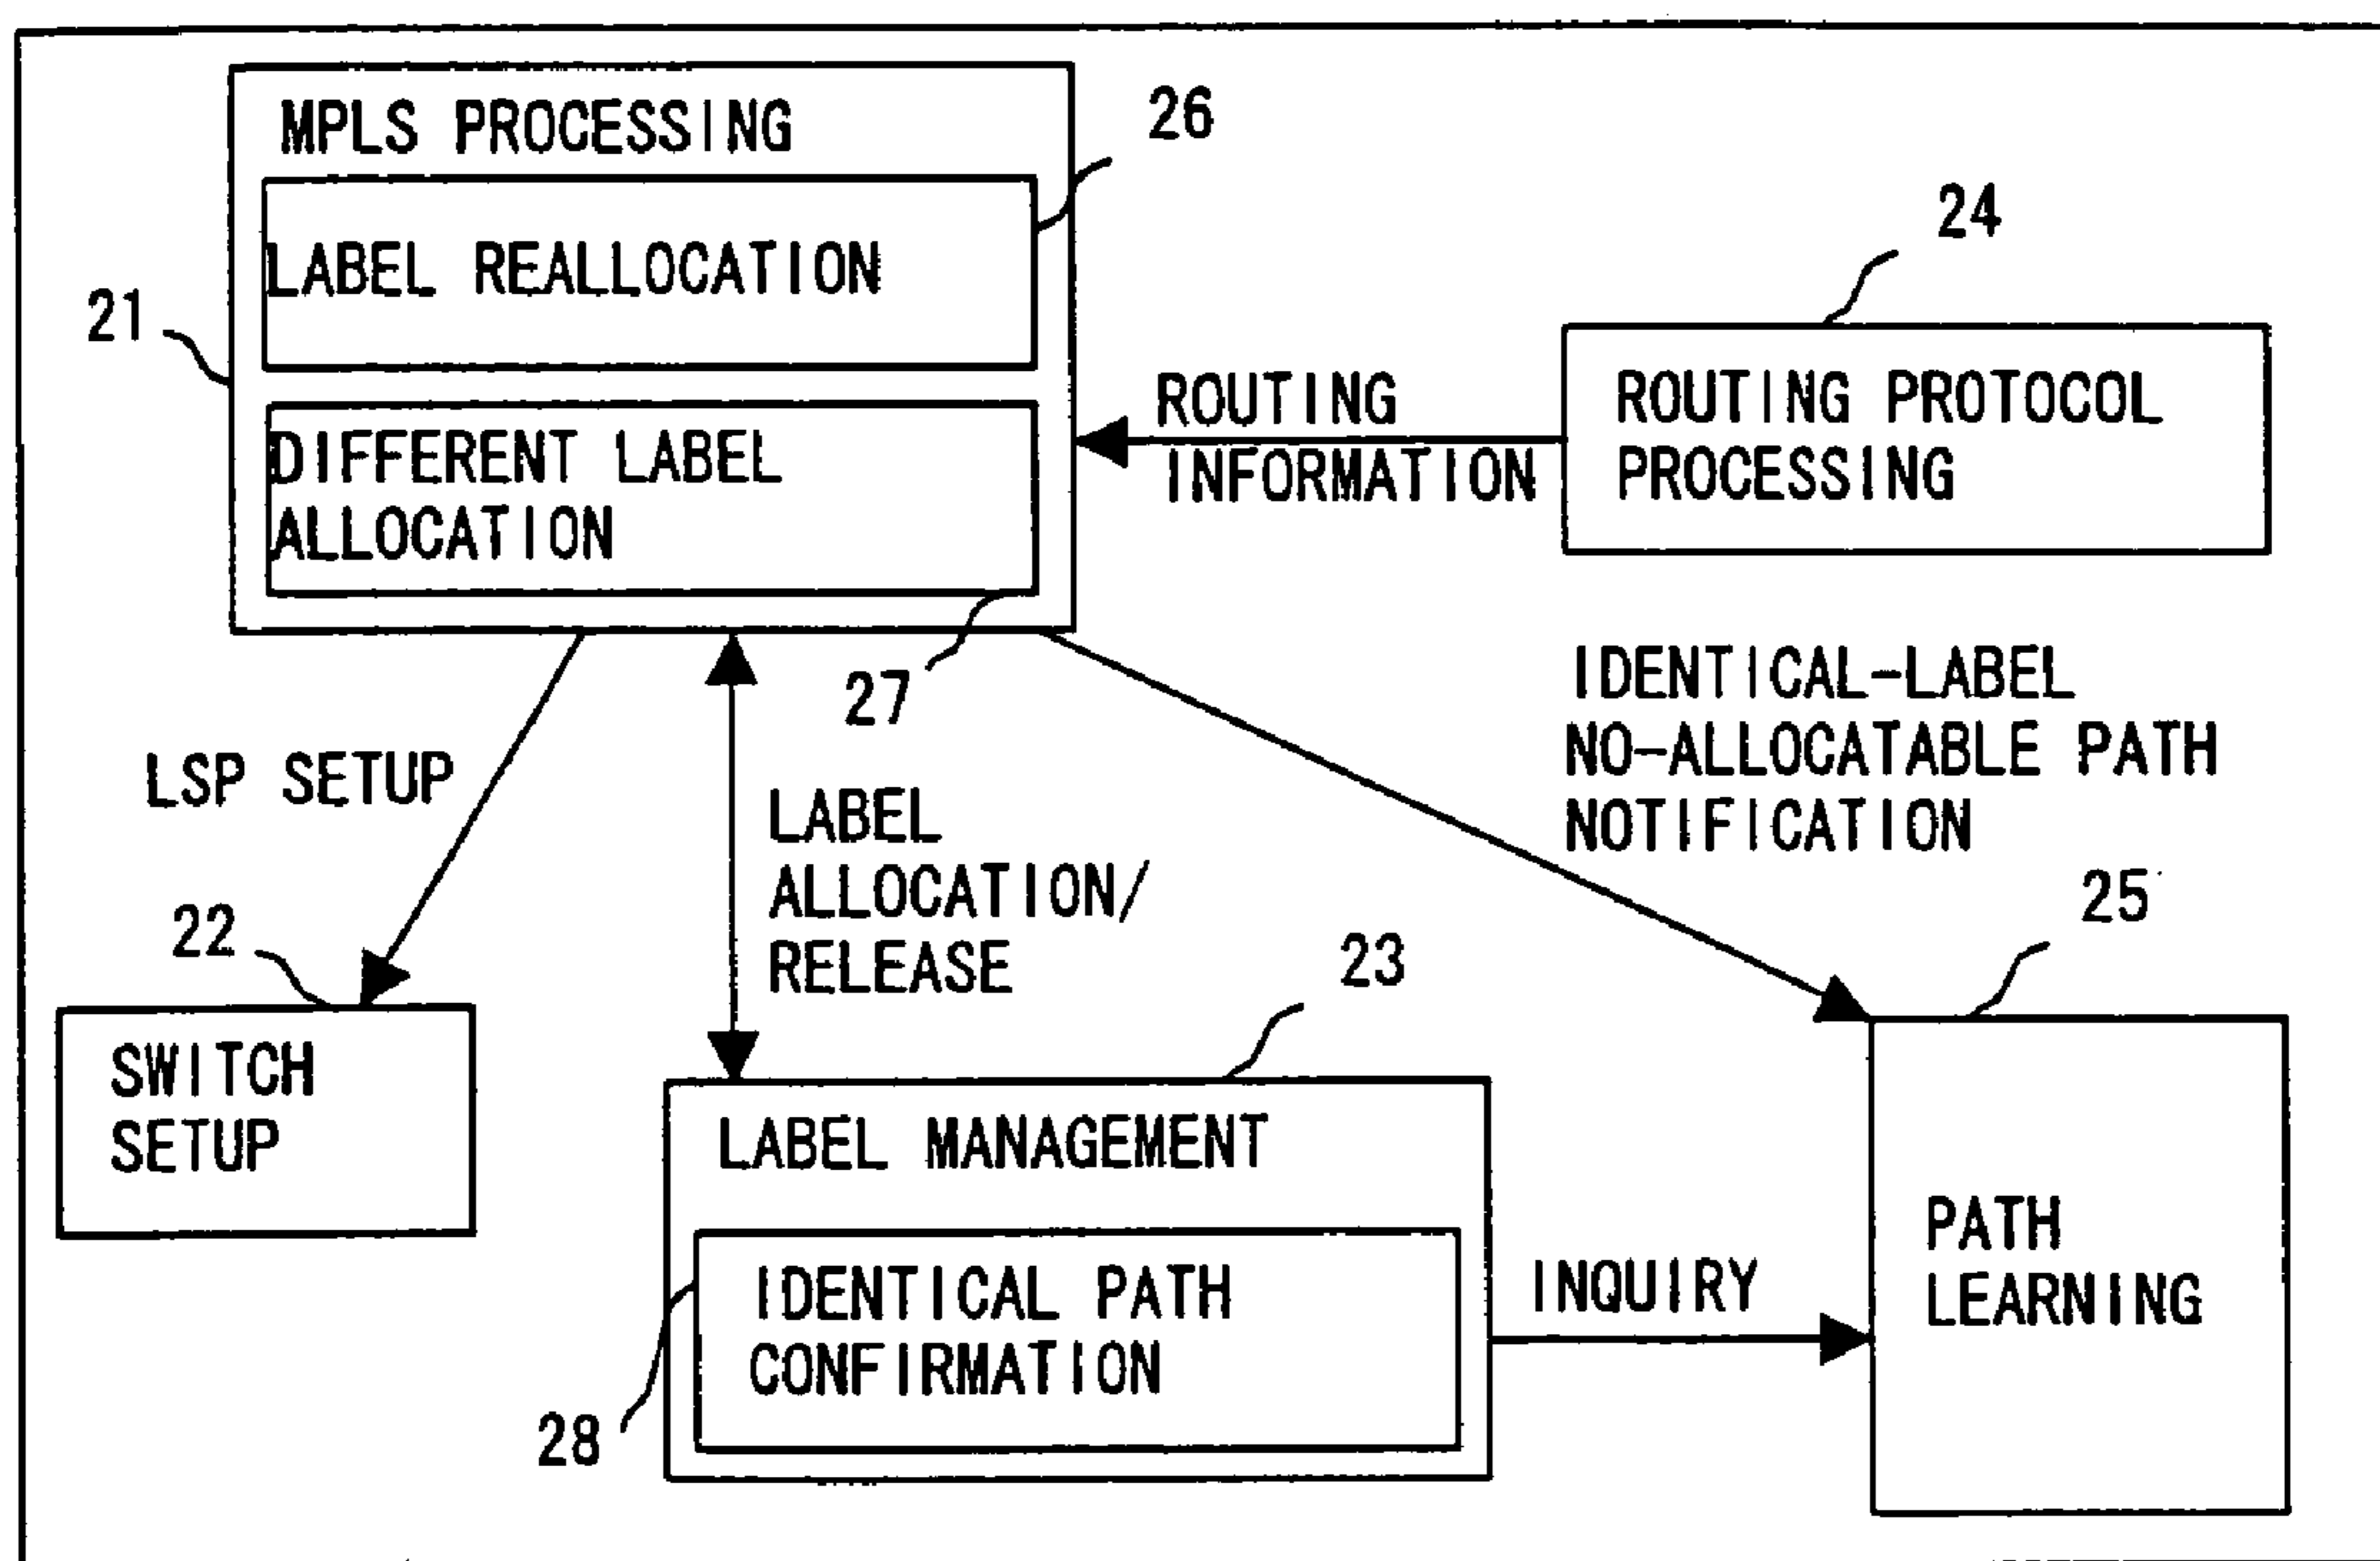 MPLS PROCESSING
26
LABEL REALLOCATION
24
21
ROUTING
INFORMATION
ROUTING PROTOCOL
PROCESSING
DIFFERENT LABEL
ALLOCATION
27
IDENTICAL-LABEL
NO-ALLOCATABLE PATH
NOTIFICATION
LSP SETUP
LABEL
ALLOCATION/
RELEASE
22
23
25
SWITCH
SETUP
LABEL MANAGEMENT
IDENTICAL PATH
CONFIRMATION
28
INQUIRY
PATH
LEARNING